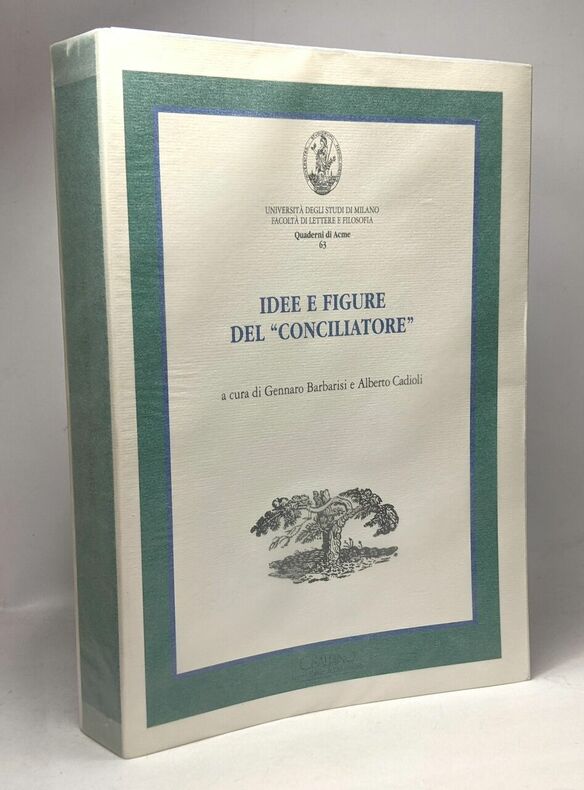 UNIVERSITÀ DEGLI STUDI DI MILANO
FACOLTÀ DI LETTERE E FILOSOFIA
Quaderni di Acme
63
IDEE E FIGURE
DEL “CONCILIATORE”
a cura di Gennaro Barbarisi e Alberto Cadioli
CISALPINO